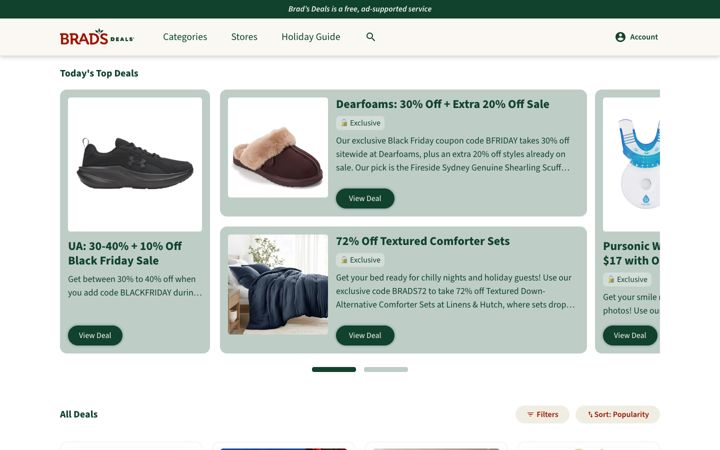 Brad's Deals is a free, ad-supported service
BRAD'S DEALS
Categories
Stores
Holiday Guide
Account
Today's Top Deals
UA: 30-40% + 10% Off
Black Friday Sale
Get between 30% to 40% off when
you add code BLACKFRIDAY durin…
View Deal
Dearfoams: 30% Off + Extra 20% Off Sale
Exclusive
Our exclusive Black Friday coupon code BFRIDAY takes 30% off
sitewide at Dearfoams, plus an extra 20% off styles already on
sale. Our pick is the Fireside Sydney Genuine Shearling Scuff…
View Deal
72% Off Textured Comforter Sets
Exclusive
Get your bed ready for chilly nights and holiday guests! Use our
exclusive code BRADS72 to take 72% off Textured Down-
Alternative Comforter Sets at Linens & Hutch, where sets drop…
View Deal
Pursonic W
$17 with O
Exclusive
Get your smile
photos! Use ou
View Deal
All Deals
Filters
Sort: Popularity